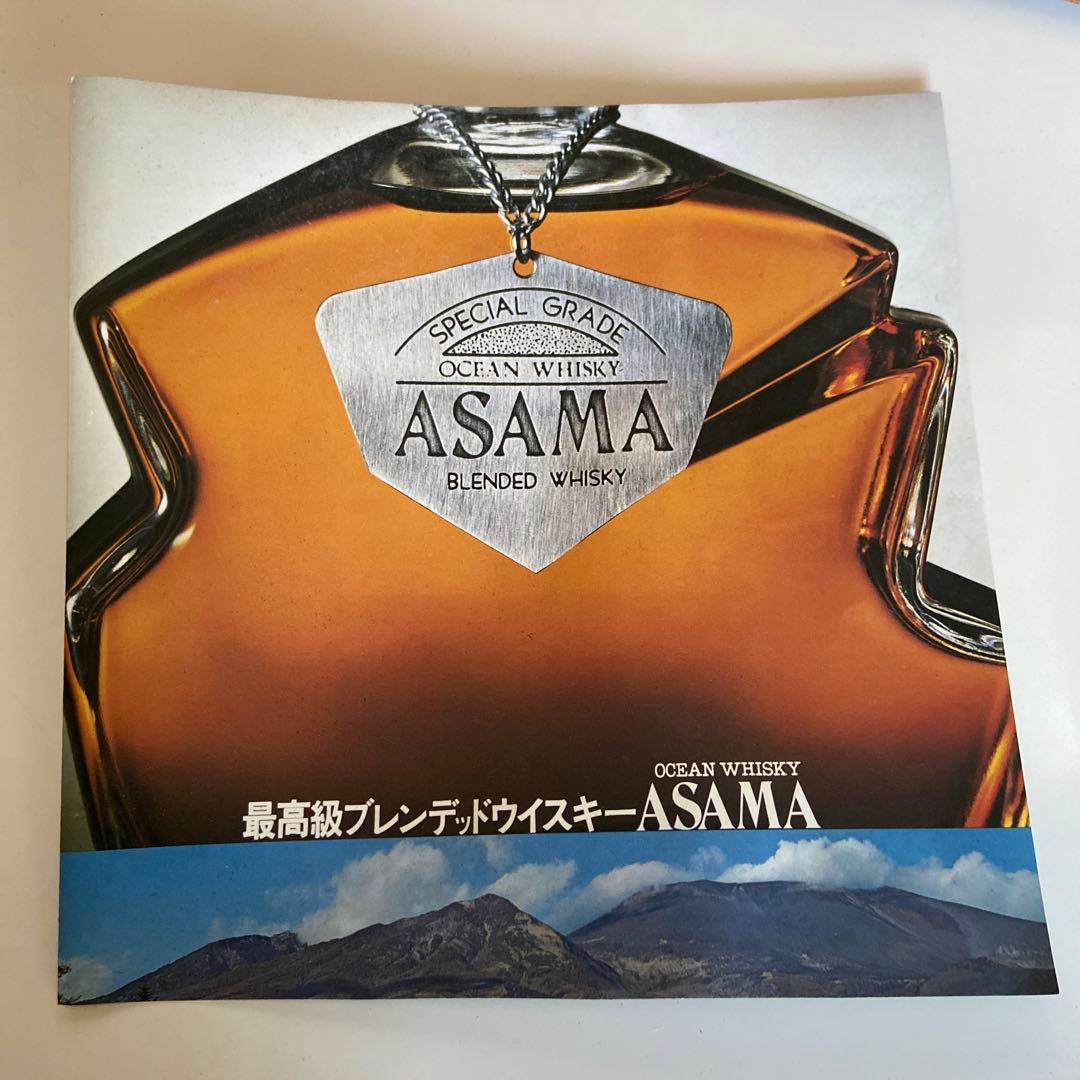 SPECIAL GRADE
OCEAN WHISKY
ASAMA
BLENDED WHISKY
OCEAN WHISKY
最高級ブレンデッドウイスキーASAMA